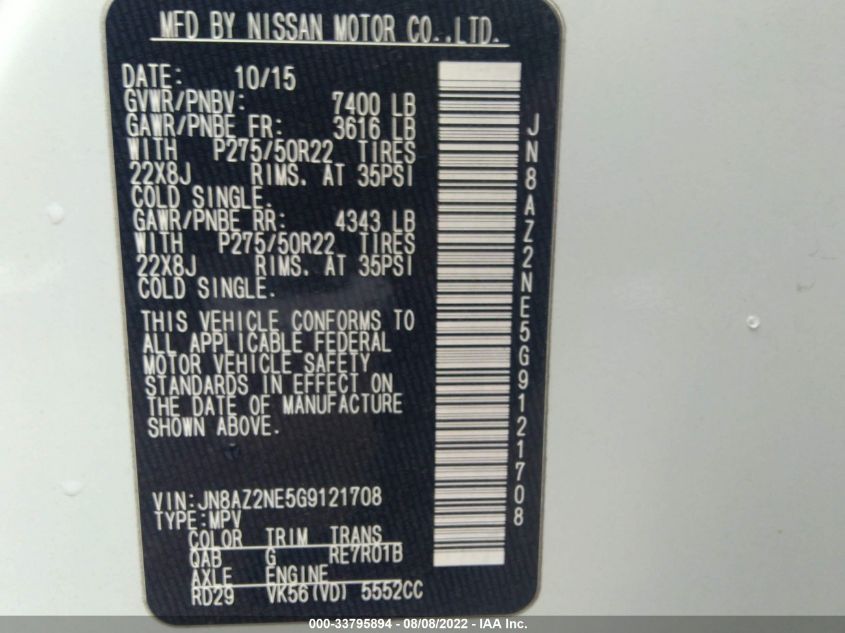 MFD BY NISSAN MOTOR CO.,LTD.
DATE: 10/15
GVWR/PNBV: 7400 LB
GAWR/PNBE FR: 3616 LB
WITH P275/50R22 TIRES
22X8J RIMS. AT 35PSI
COLD SINGLE.
GAWR/PNBE RR: 4343 LB
WITH P275/50R22 TIRES
22X8J RIMS. AT 35PSI
COLD SINGLE.
THIS VEHICLE CONFORMS TO
ALL APPLICABLE FEDERAL
MOTOR VEHICLE SAFETY
STANDARDS IN EFFECT ON
THE DATE OF MANUFACTURE
SHOWN ABOVE.
VIN:JN8AZ2NE5G9121708
TYPE:MPV
COLOR TRIM TRANS
QAB G RE7R01B
AXLE ENGINE
RD29 VK56(VD) 5552CC
JN8AZ2NE5G9121708
000-33795894 - 08/08/2022 - IAA Inc.